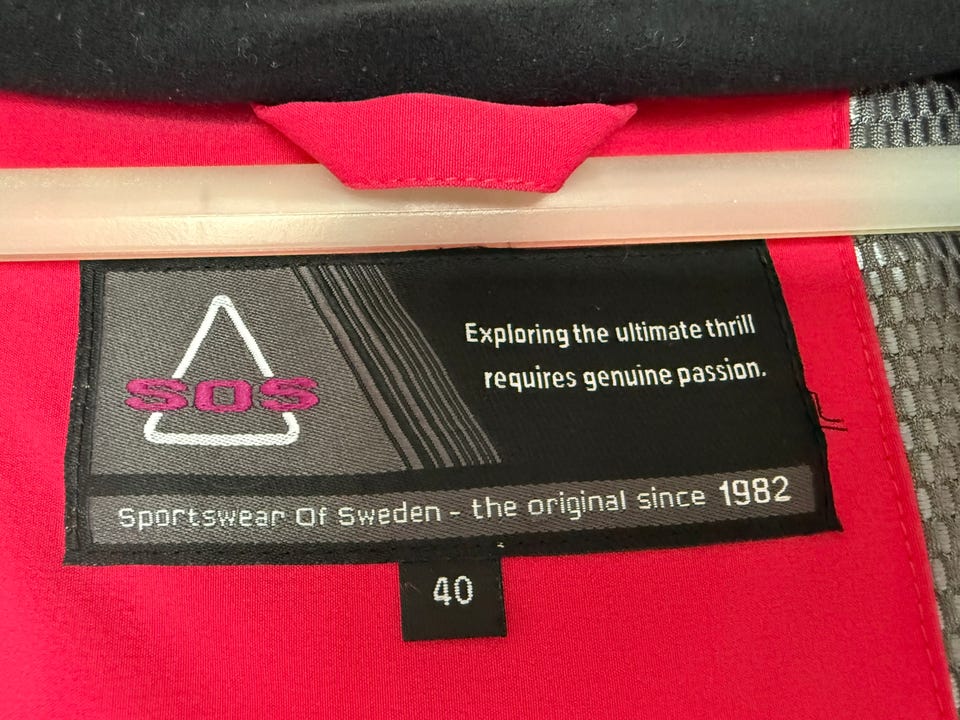 SOS
Exploring the ultimate thrill
requires genuine passion.
Sportswear Of Sweden - the original since 1982
40